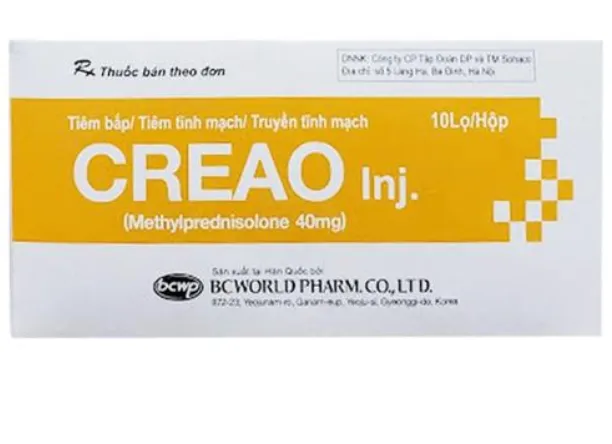 Rx Thuốc bán theo đơn
DNNK: Công ty CP Tập Đoàn DP và TM Sohaco
Địa chỉ: số 5 Láng Hạ, Ba Đình, Hà Nội
Tiêm bắp/ Tiêm tĩnh mạch/ Truyền tĩnh mạch
10Lọ/Hộp
CREAO Inj.
(Methylprednisolone 40mg)
Sản xuất tại Hàn Quốc bởi
bcwp BCWORLD PHARM. CO., LTD.
872-23, Yeojunam-ro, Ganam-eup, Yeoju-si, Gyeonggi-do, Korea